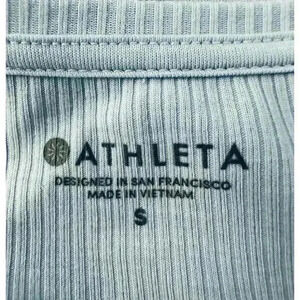 ATHLETA
DESIGNED IN SAN FRANCISCO
MADE IN VIETNAM
S